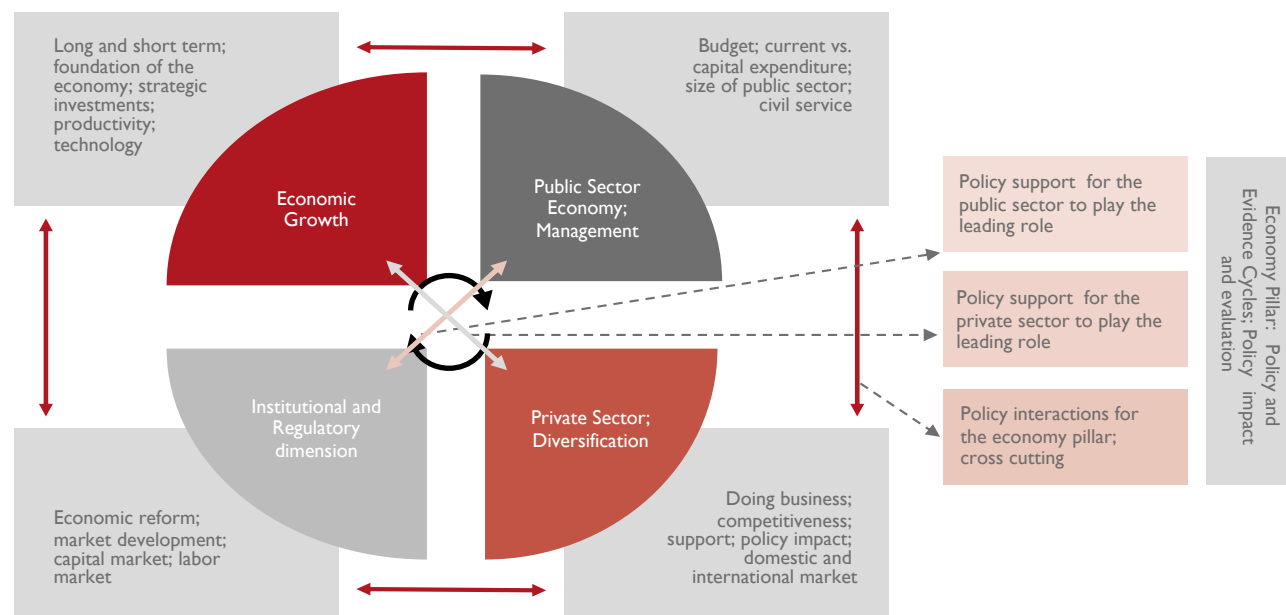 Long and short term;
foundation of the
economy; strategic
investments;
productivity;
technology
Budget; current vs.
capital expenditure;
size of public sector;
civil service
Economic
Growth
Public Sector
Economy;
Management
Institutional and
Regulatory
dimension
Private Sector;
Diversification
Economic reform;
market development;
capital market; labor
market
Doing business;
competitiveness;
support; policy impact;
domestic and
international market
Policy support for the
public sector to play the
leading role
Policy support for the
private sector to play the
leading role
Policy interactions for
the economy pillar;
cross cutting
Economy Pillar: Policy and
Evidence Cycles; Policy impact
and evaluation